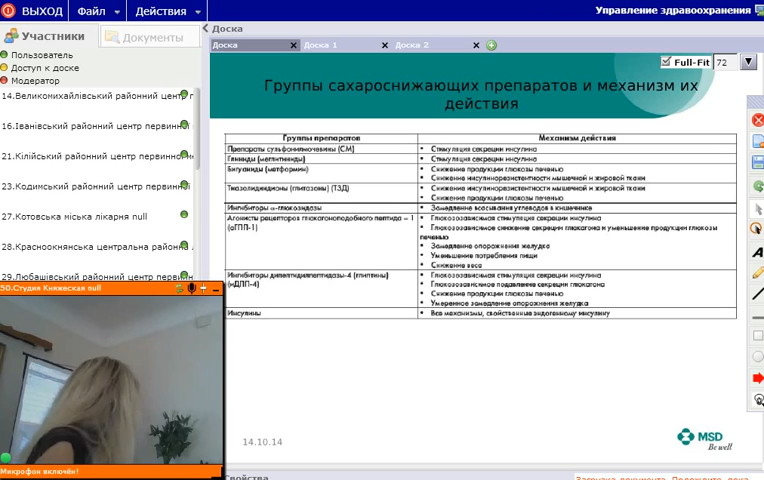 ВЫХОД Файл Действия
Управление здравоохранения
Участники Документы
Пользователь
Доступ к доске
Модератор
14.Великомихайлівський районний центр
16.Іванівський районний центр первинної
21.Кілійський районний центр первинного
23.Кодимський районний центр первинної
27.Котовська міська лікарня null
28.Красноокнянська центральна районна
29.Любашівський районний центр первинн
50.Студия Княжеская null
Микрофон включён!
Доска
Доска Доска 1 Доска 2
Full-Fit 72
Группы сахароснижающих препаратов и механизм их
действия
Группы препаратов Механизм действия
Препараты сульфонилмочевины (СМ) • Стимуляция секреции инсулина
Глиниды (меглитиниды) • Стимуляция секреции инсулина
Бигуаниды (метформин) • Снижение продукции глюкозы печенью
• Снижение инсулинорезистентности мышечной и жировой ткани
Тиазолидиндионы (глитазоны) (ТЗД) • Снижение инсулинорезистентности мышечной и жировой ткани
• Снижение продукции глюкозы печенью
Ингибиторы α-глюкозидазы • Замедление всасывания углеводов в кишечнике
Агонисты рецепторов глюкагоноподобного пептида – 1 • Глюкозозависимая стимуляция секреции инсулина
(аГПП-1) • Глюкозозависимое снижение секреции глюкагона и уменьшение продукции глюкозы
печенью
• Замедление опорожнения желудка
• Уменьшение потребления пищи
• Снижение веса
Ингибиторы дипептидилпептидазы-4 (глиптины) • Глюкозозависимая стимуляция секреции инсулина
(иДПП-4) • Глюкозозависимое подавление секреции глюкагона
• Снижение продукции глюкозы печенью
• Умеренное замедление опорожнения желудка
Инсулины • Все механизмы, свойственные эндогенному инсулину
14.10.14
MSD
Be well
Свойства